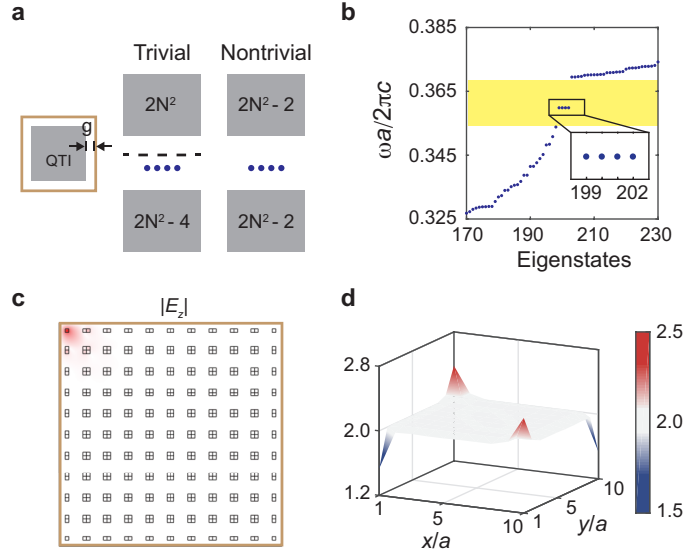 a
Trivial
Nontrivial
2N²
2N² - 2
g
QTI
2N² - 4
2N² - 2
b
0.385
0.365
0.345
0.325
ωa/2πc
199
202
170
190
210
230
Eigenstates
c
|E_z|
d
2.8
2.0
1.2
1
5
10
x/a
1
5
10
y/a
2.5
2.0
1.5